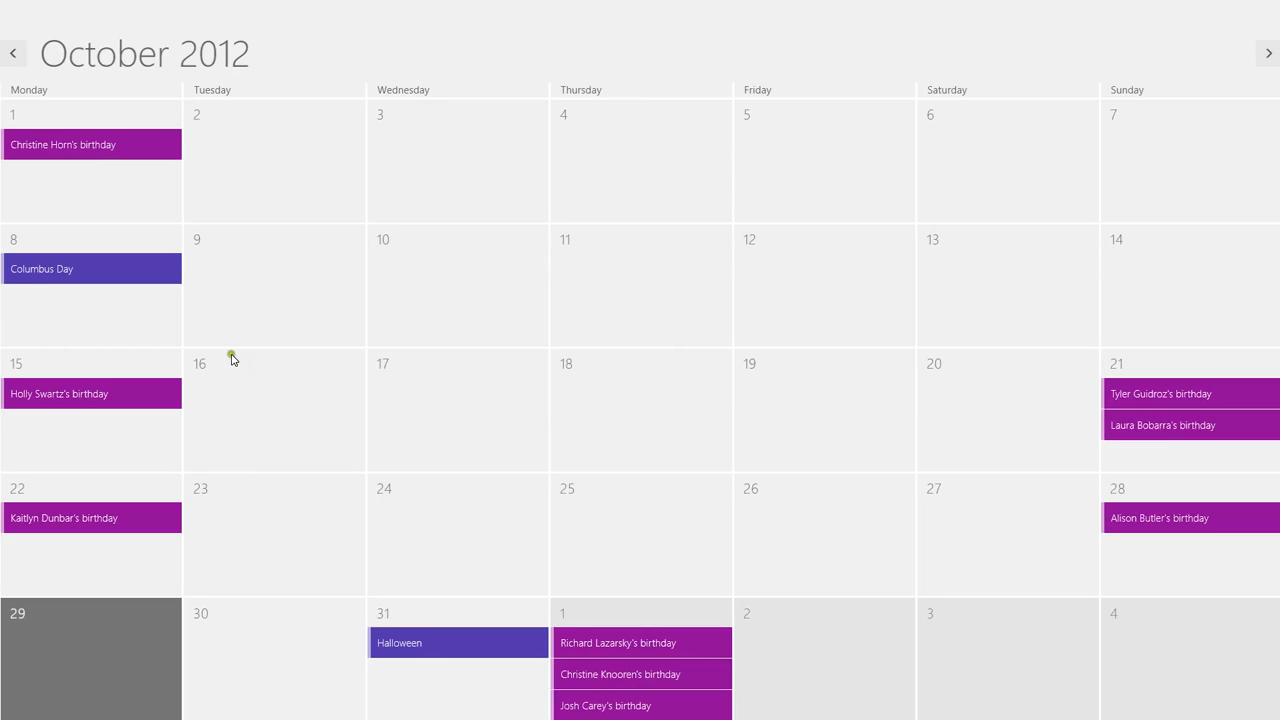 October 2012
Monday Tuesday Wednesday Thursday Friday Saturday Sunday
1 2 3 4 5 6 7
Christine Horn's birthday
8 9 10 11 12 13 14
Columbus Day
15 16 17 18 19 20 21
Holly Swartz's birthday Tyler Guidroz's birthday
Laura Bobarra's birthday
22 23 24 25 26 27 28
Kaitlyn Dunbar's birthday Alison Butler's birthday
29 30 31 1 2 3 4
Halloween Richard Lazarsky's birthday
Christine Knooren's birthday
Josh Carey's birthday